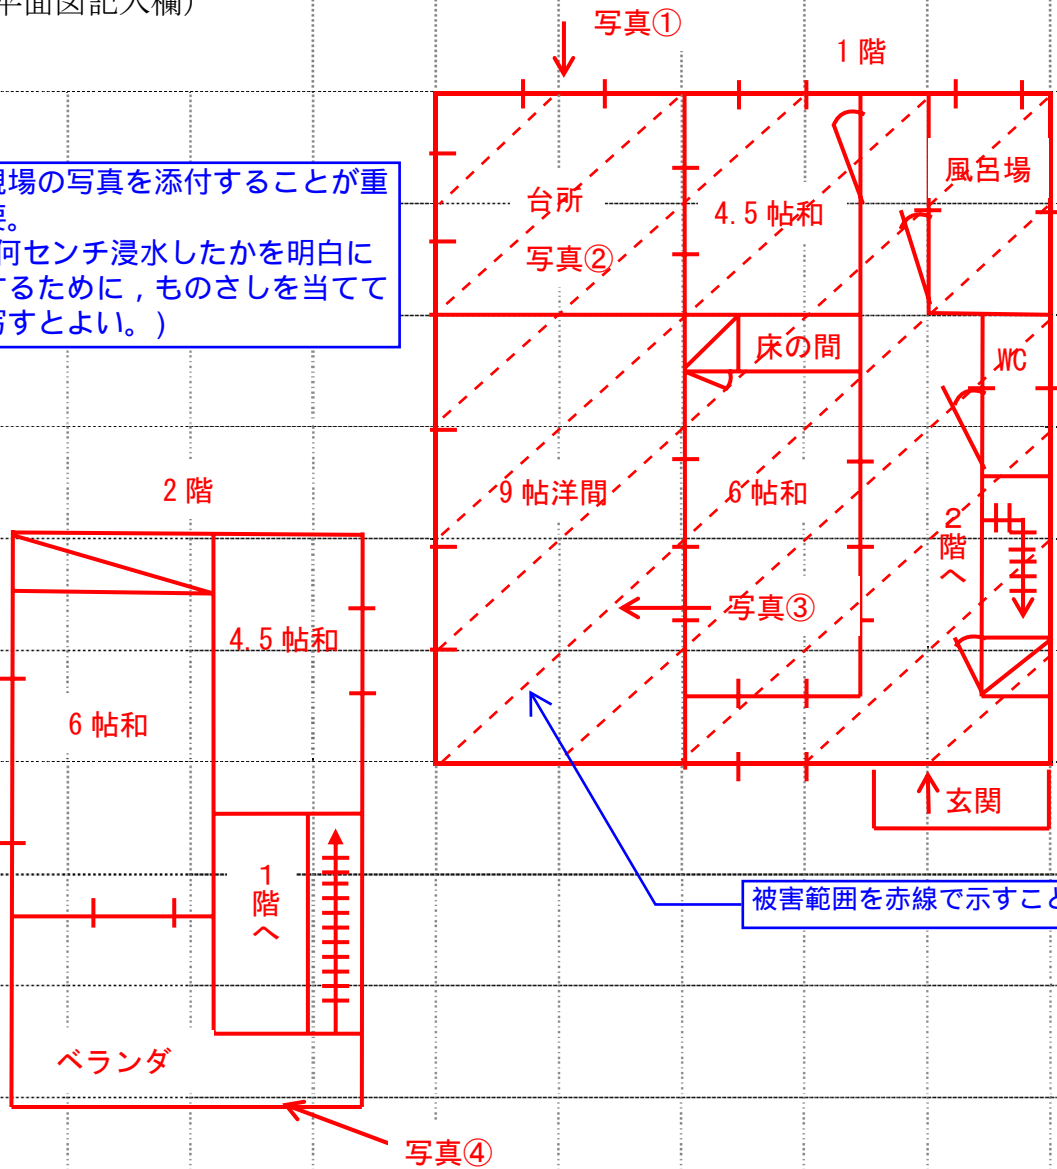 平面図記入欄）
写真①
1階
現場の写真を添付することが重
要。
何センチ浸水したかを明白に
するために，ものさしを当てて
写すとよい。)
台所
写真②
4.5帖和
風呂場
床の間
WC
9帖洋間
6帖和
2階へ
写真③
玄関
被害範囲を赤線で示すこと
2階
4.5帖和
6帖和
1階へ
ベランダ
写真④